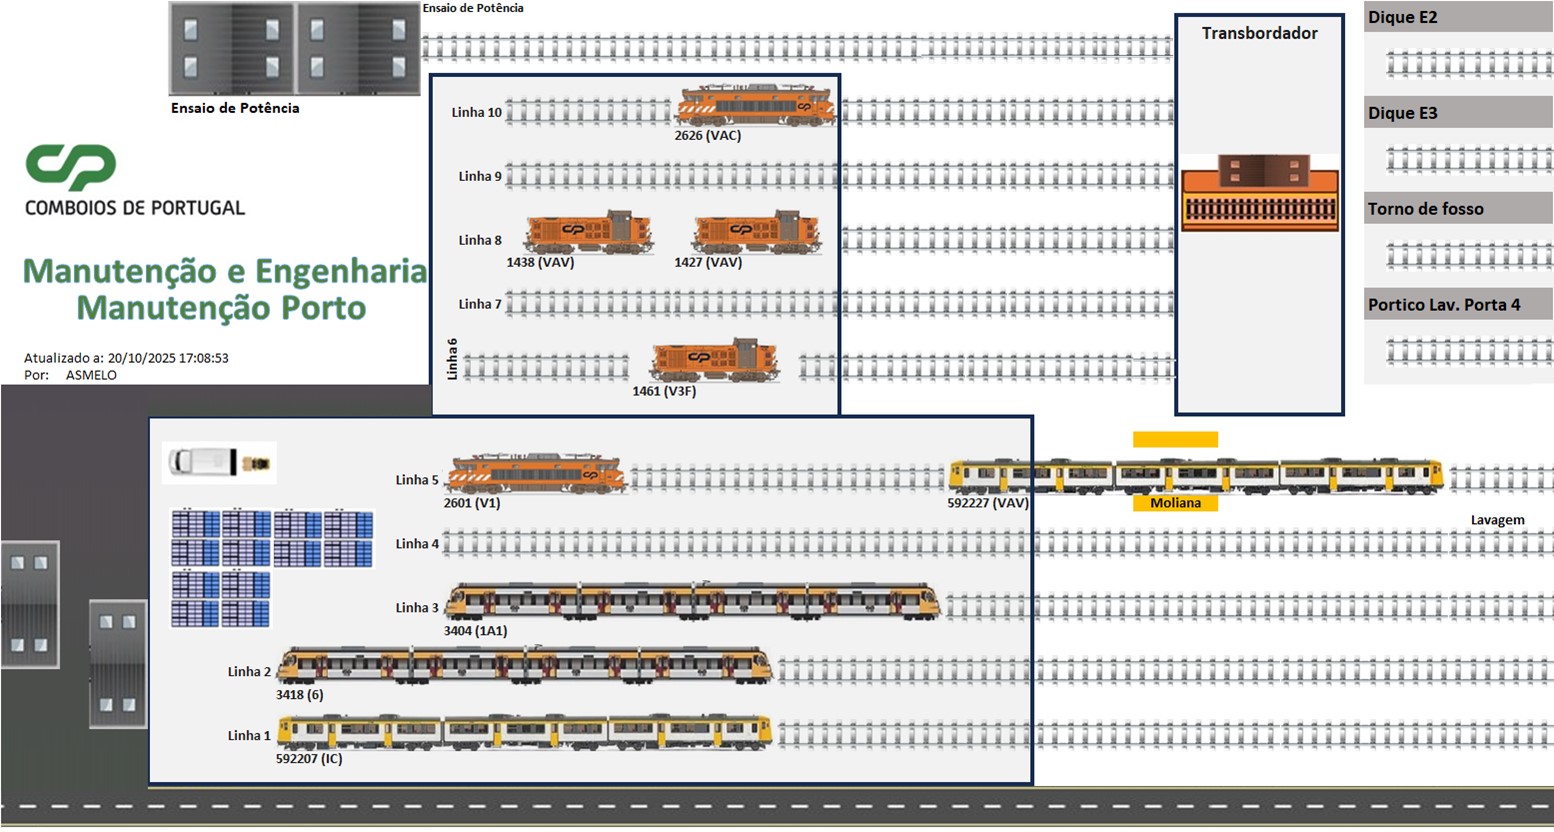 Ensaio de Potência
Ensaio de Potência
Transbordador
Dique E2
Dique E3
Torno de fosso
Portico Lav. Porta 4
CP
COMBOIOS DE PORTUGAL
Manutenção e Engenharia
Manutenção Porto
Atualizado a: 20/10/2025 17:08:53
Por: ASMELO
Linha 10
2626 (VAC)
Linha 9
Linha 8
1438 (VAV)
1427 (VAV)
Linha 7
Linha 6
1461 (V3F)
Linha 5
2601 (V1)
592227 (VAV)
Moliana
Lavagem
Linha 4
Linha 3
3404 (1A1)
Linha 2
3418 (6)
Linha 1
592207 (IC)